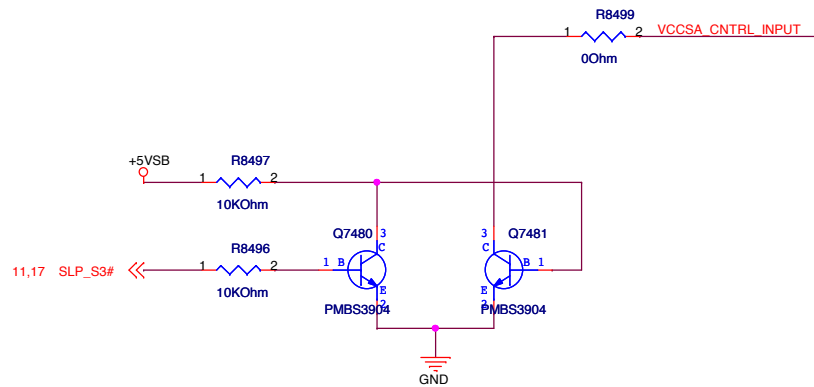 R8499
1 2 VCCSA_CNTRL_INPUT
0Ohm
+5VSB
R8497
1 2
10KOhm
Q7480 3 3 Q7481
C C
R8496
1 2 1 B B 1
11,17 SLP_S3#
10KOhm
E E
2 2
PMBS3904 PMBS3904
GND